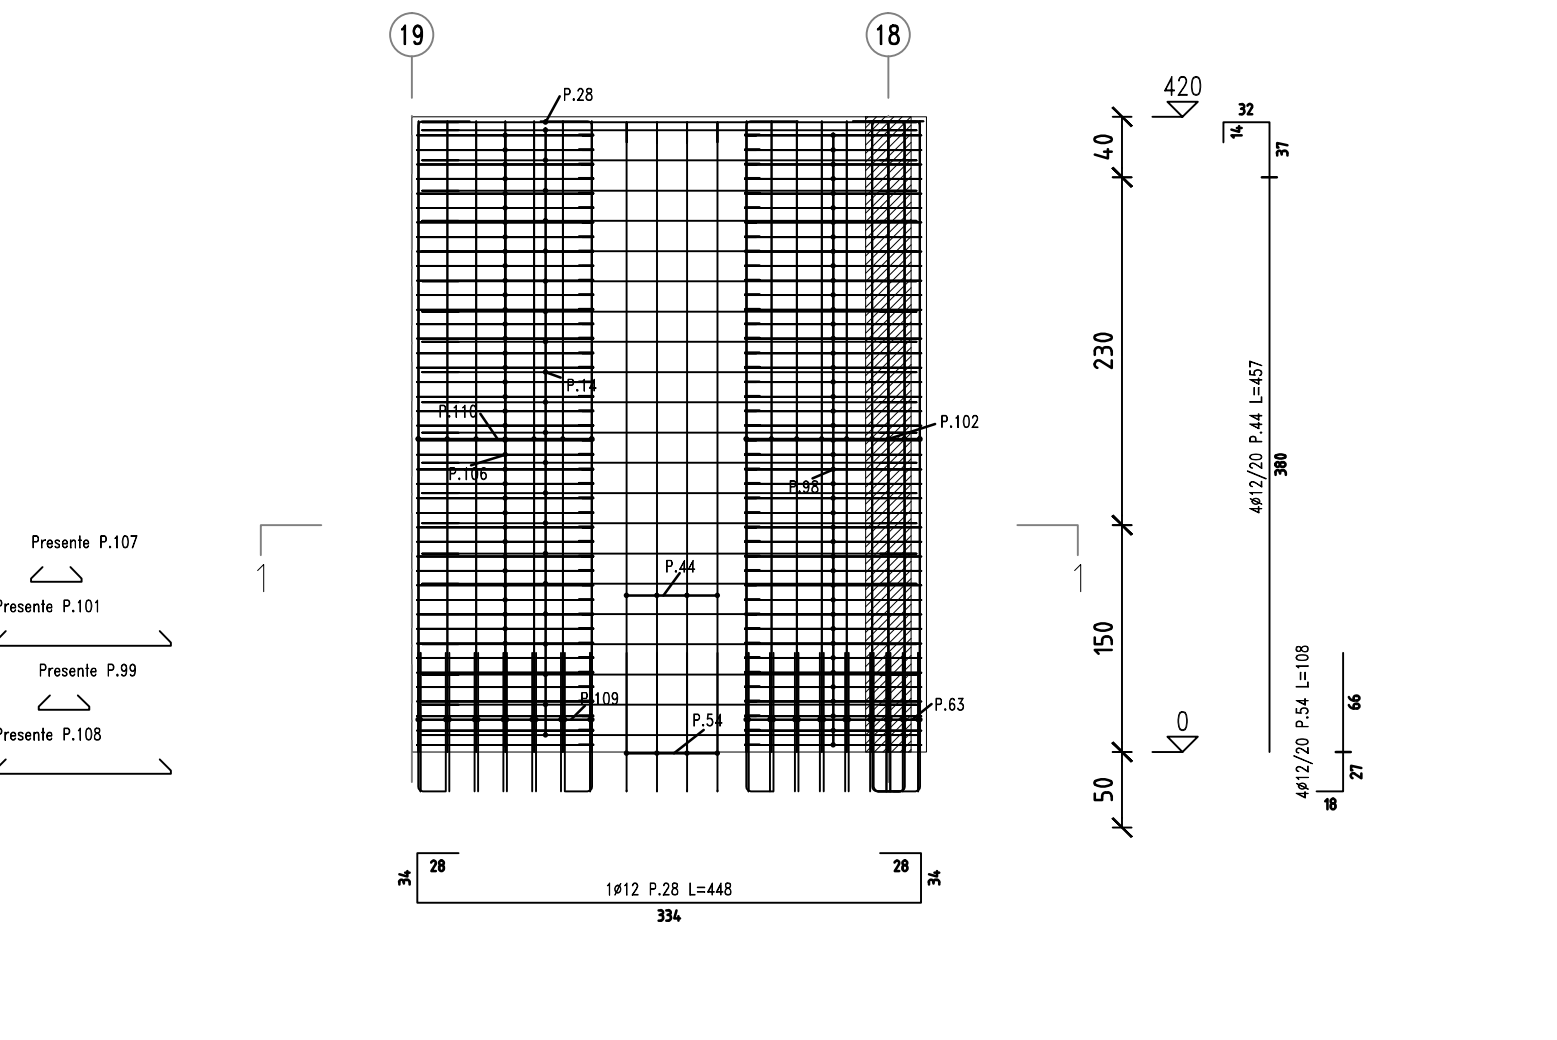 19
18
P.28
420
32
14
37
40
230
P.14
P.110
P.102
P.106
P.98
4ø12/20 P.44 L=457
380
Presente P.107
1
1
P.44
Presente P.101
150
Presente P.99
P.109
P.54
P.63
4ø12/20 P.54 L=108
66
0
Presente P.108
27
50
18
34
28
28
34
1ø12 P.28 L=448
334